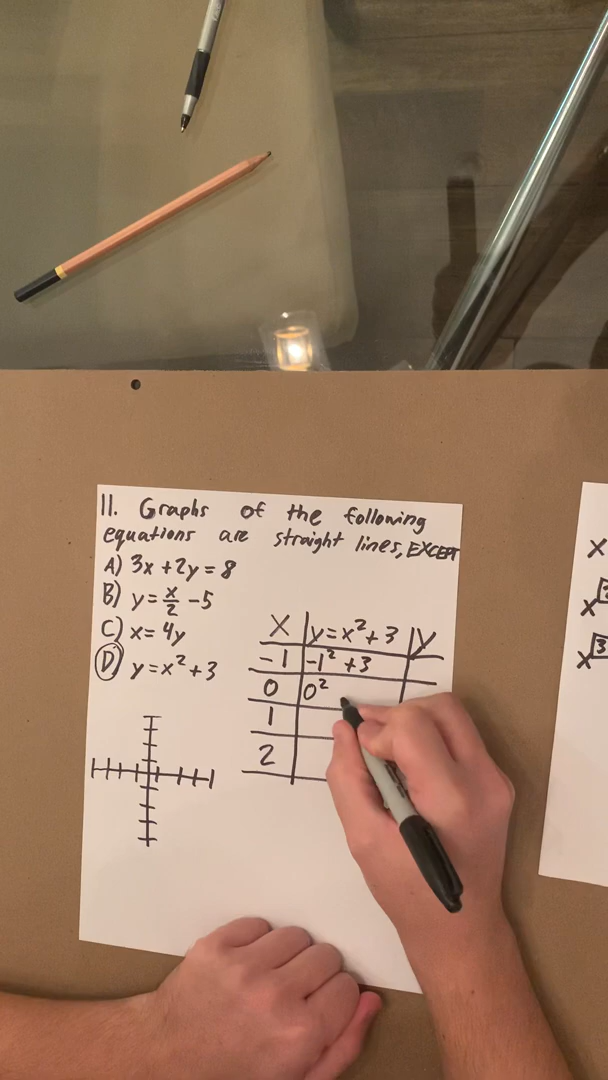 11. Graphs of the following
equations are straight lines, EXCEPT
A) 3x + 2y = 8
B) y = x/2 - 5
C) x = 4y
D) y = x² + 3
X | y = x² + 3 | y
-1 | -1² + 3
0 | 0²
1
2
X
x
x 3